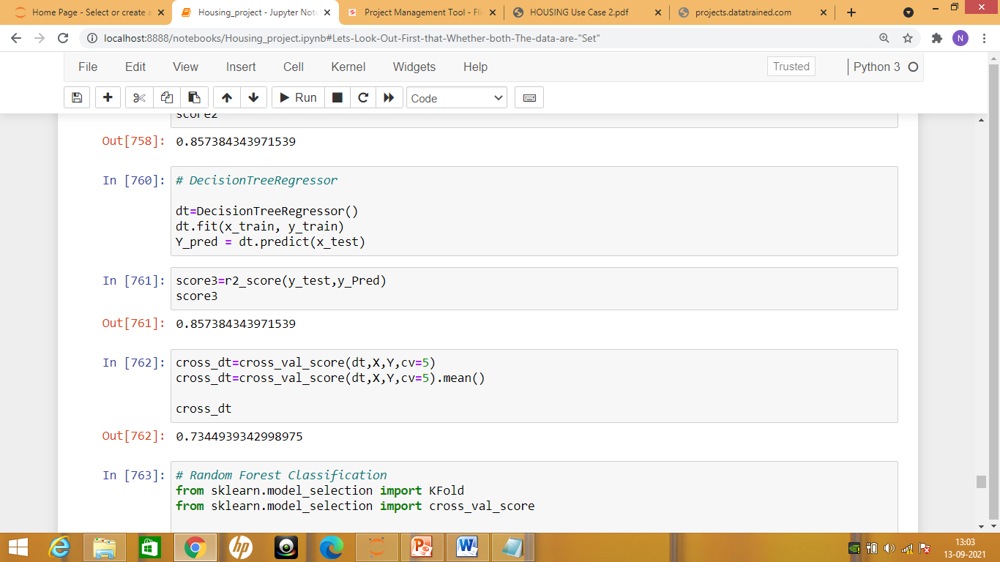 Home Page - Select or create a
Housing_project - Jupyter Note
Project Management Tool - Fli
HOUSING Use Case 2.pdf
projects.datatrained.com
localhost:8888/notebooks/Housing_project.ipynb#Lets-Look-Out-First-that-Whether-both-The-data-are-"Set"
N
File Edit View Insert Cell Kernel Widgets Help
Trusted
Python 3
Run
Code
score2
Out[758]: 0.857384343971539
In [760]: # DecisionTreeRegressor
dt=DecisionTreeRegressor()
dt.fit(x_train, y_train)
Y_pred = dt.predict(x_test)
In [761]: score3=r2_score(y_test,y_Pred)
score3
Out[761]: 0.857384343971539
In [762]: cross_dt=cross_val_score(dt,X,Y,cv=5)
cross_dt=cross_val_score(dt,X,Y,cv=5).mean()
cross_dt
Out[762]: 0.7344939342998975
In [763]: # Random Forest Classification
from sklearn.model_selection import KFold
from sklearn.model_selection import cross_val_score
hp
13:03
13-09-2021